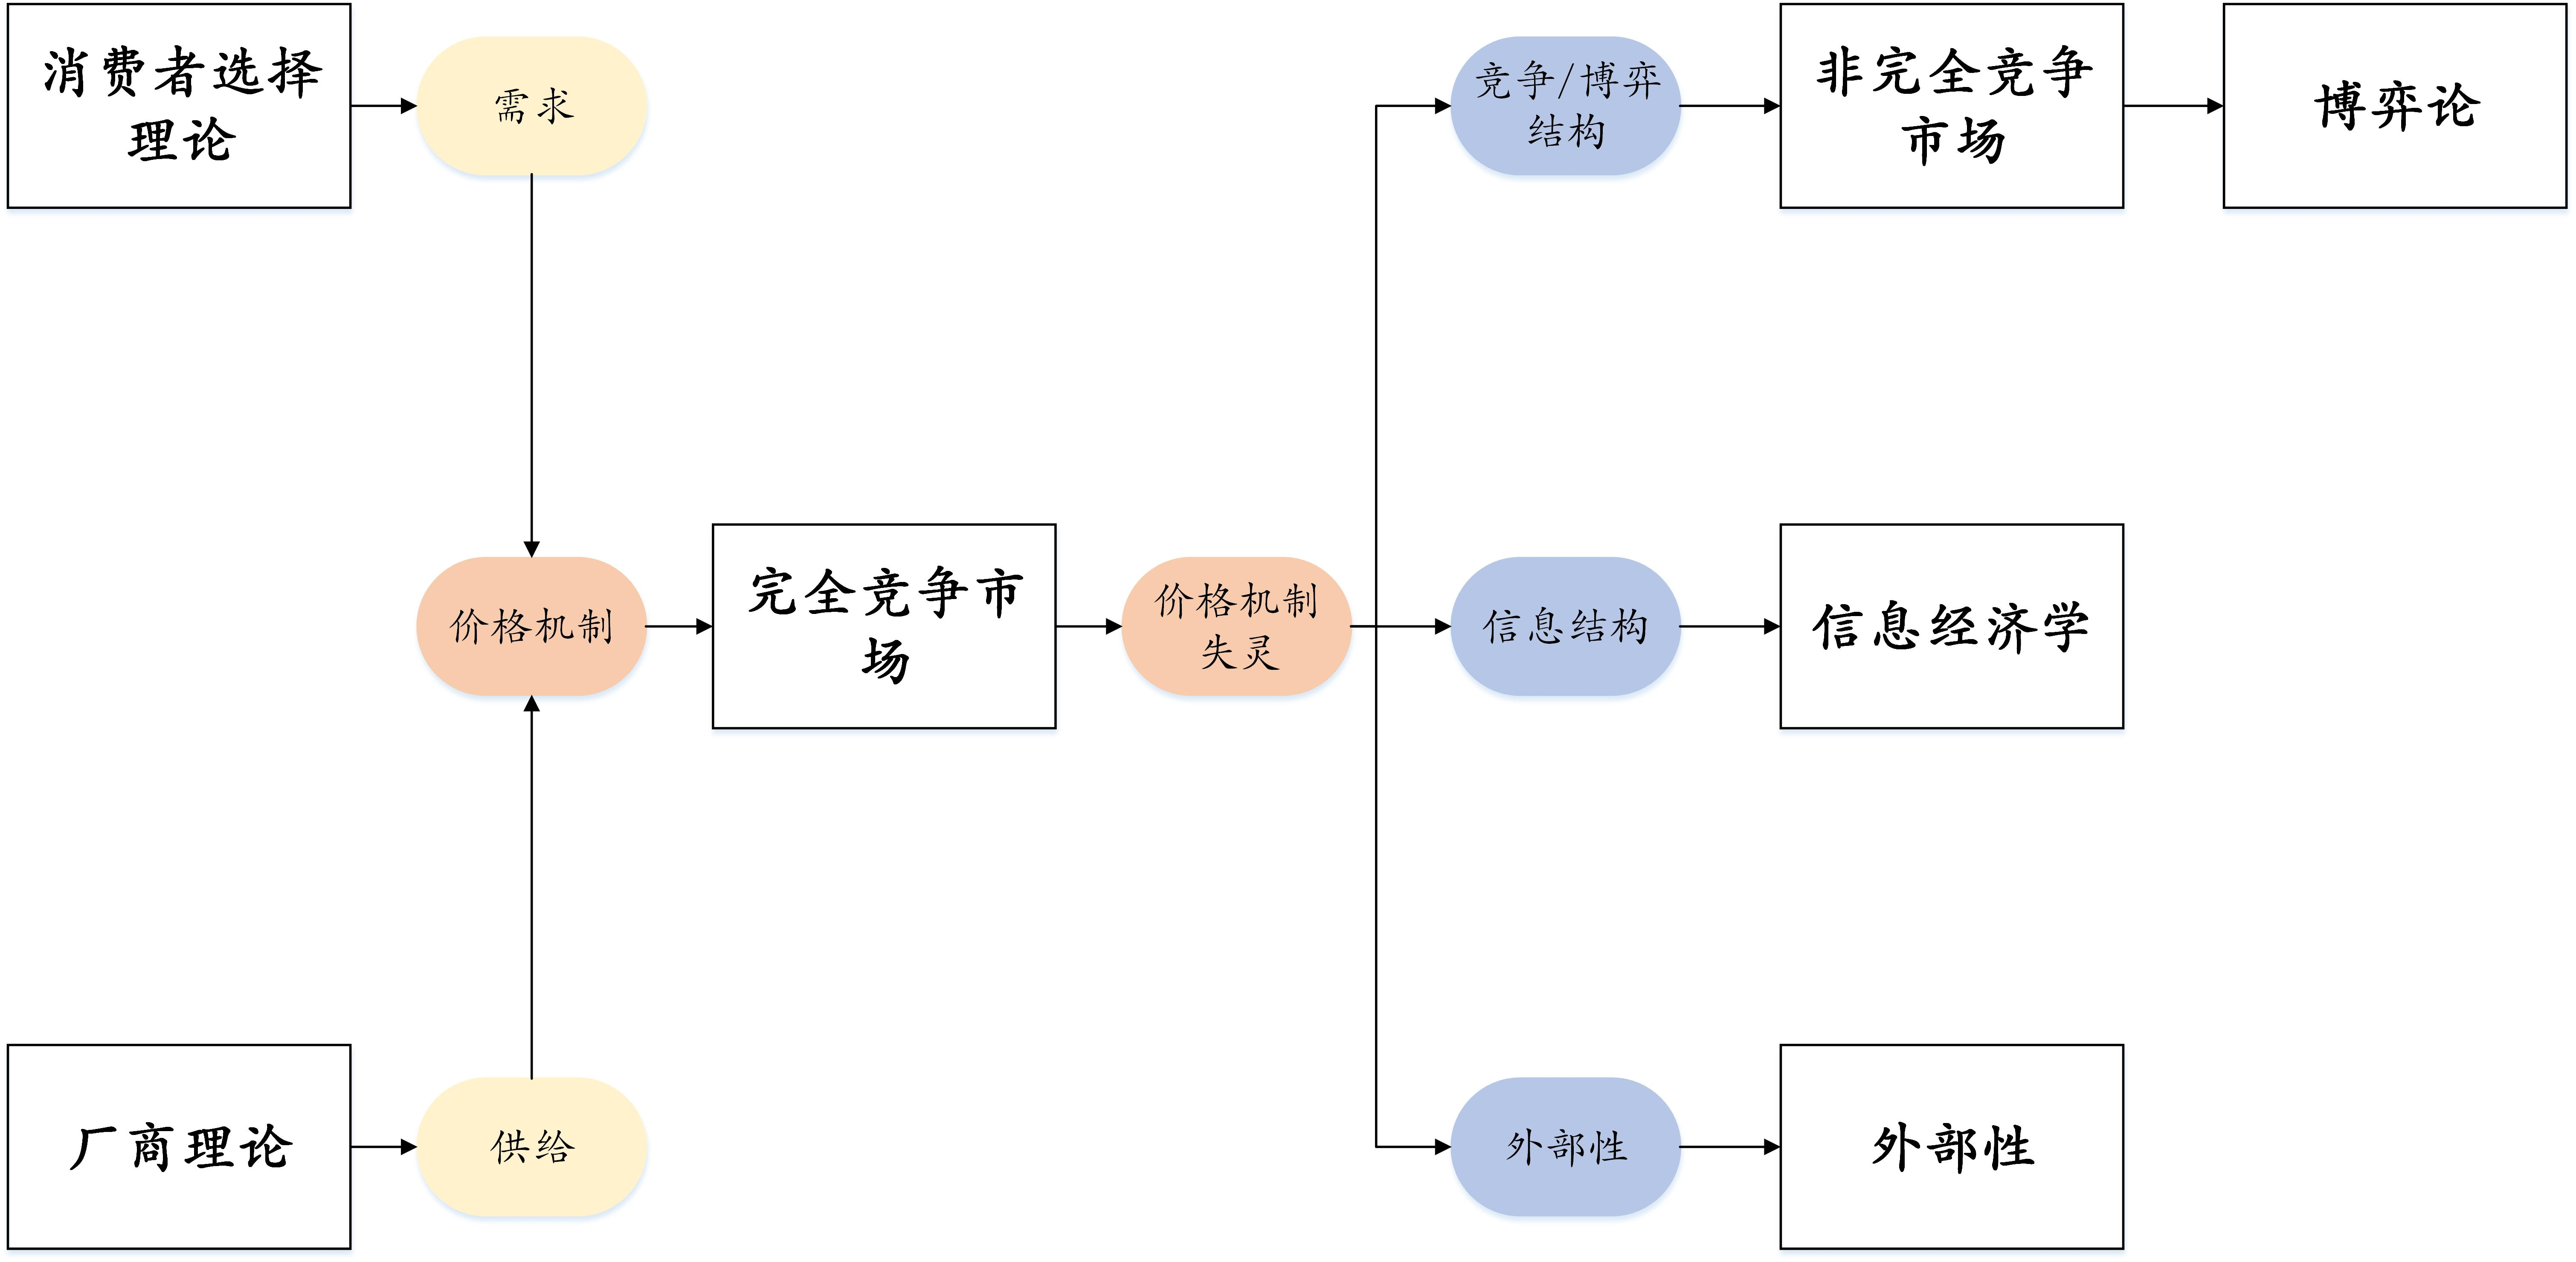 消费者选择
理论
需求
竞争/博弈
结构
非完全竞争
市场
博弈论
价格机制
完全竞争市
场
价格机制
失灵
信息结构
信息经济学
厂商理论
供给
外部性
外部性